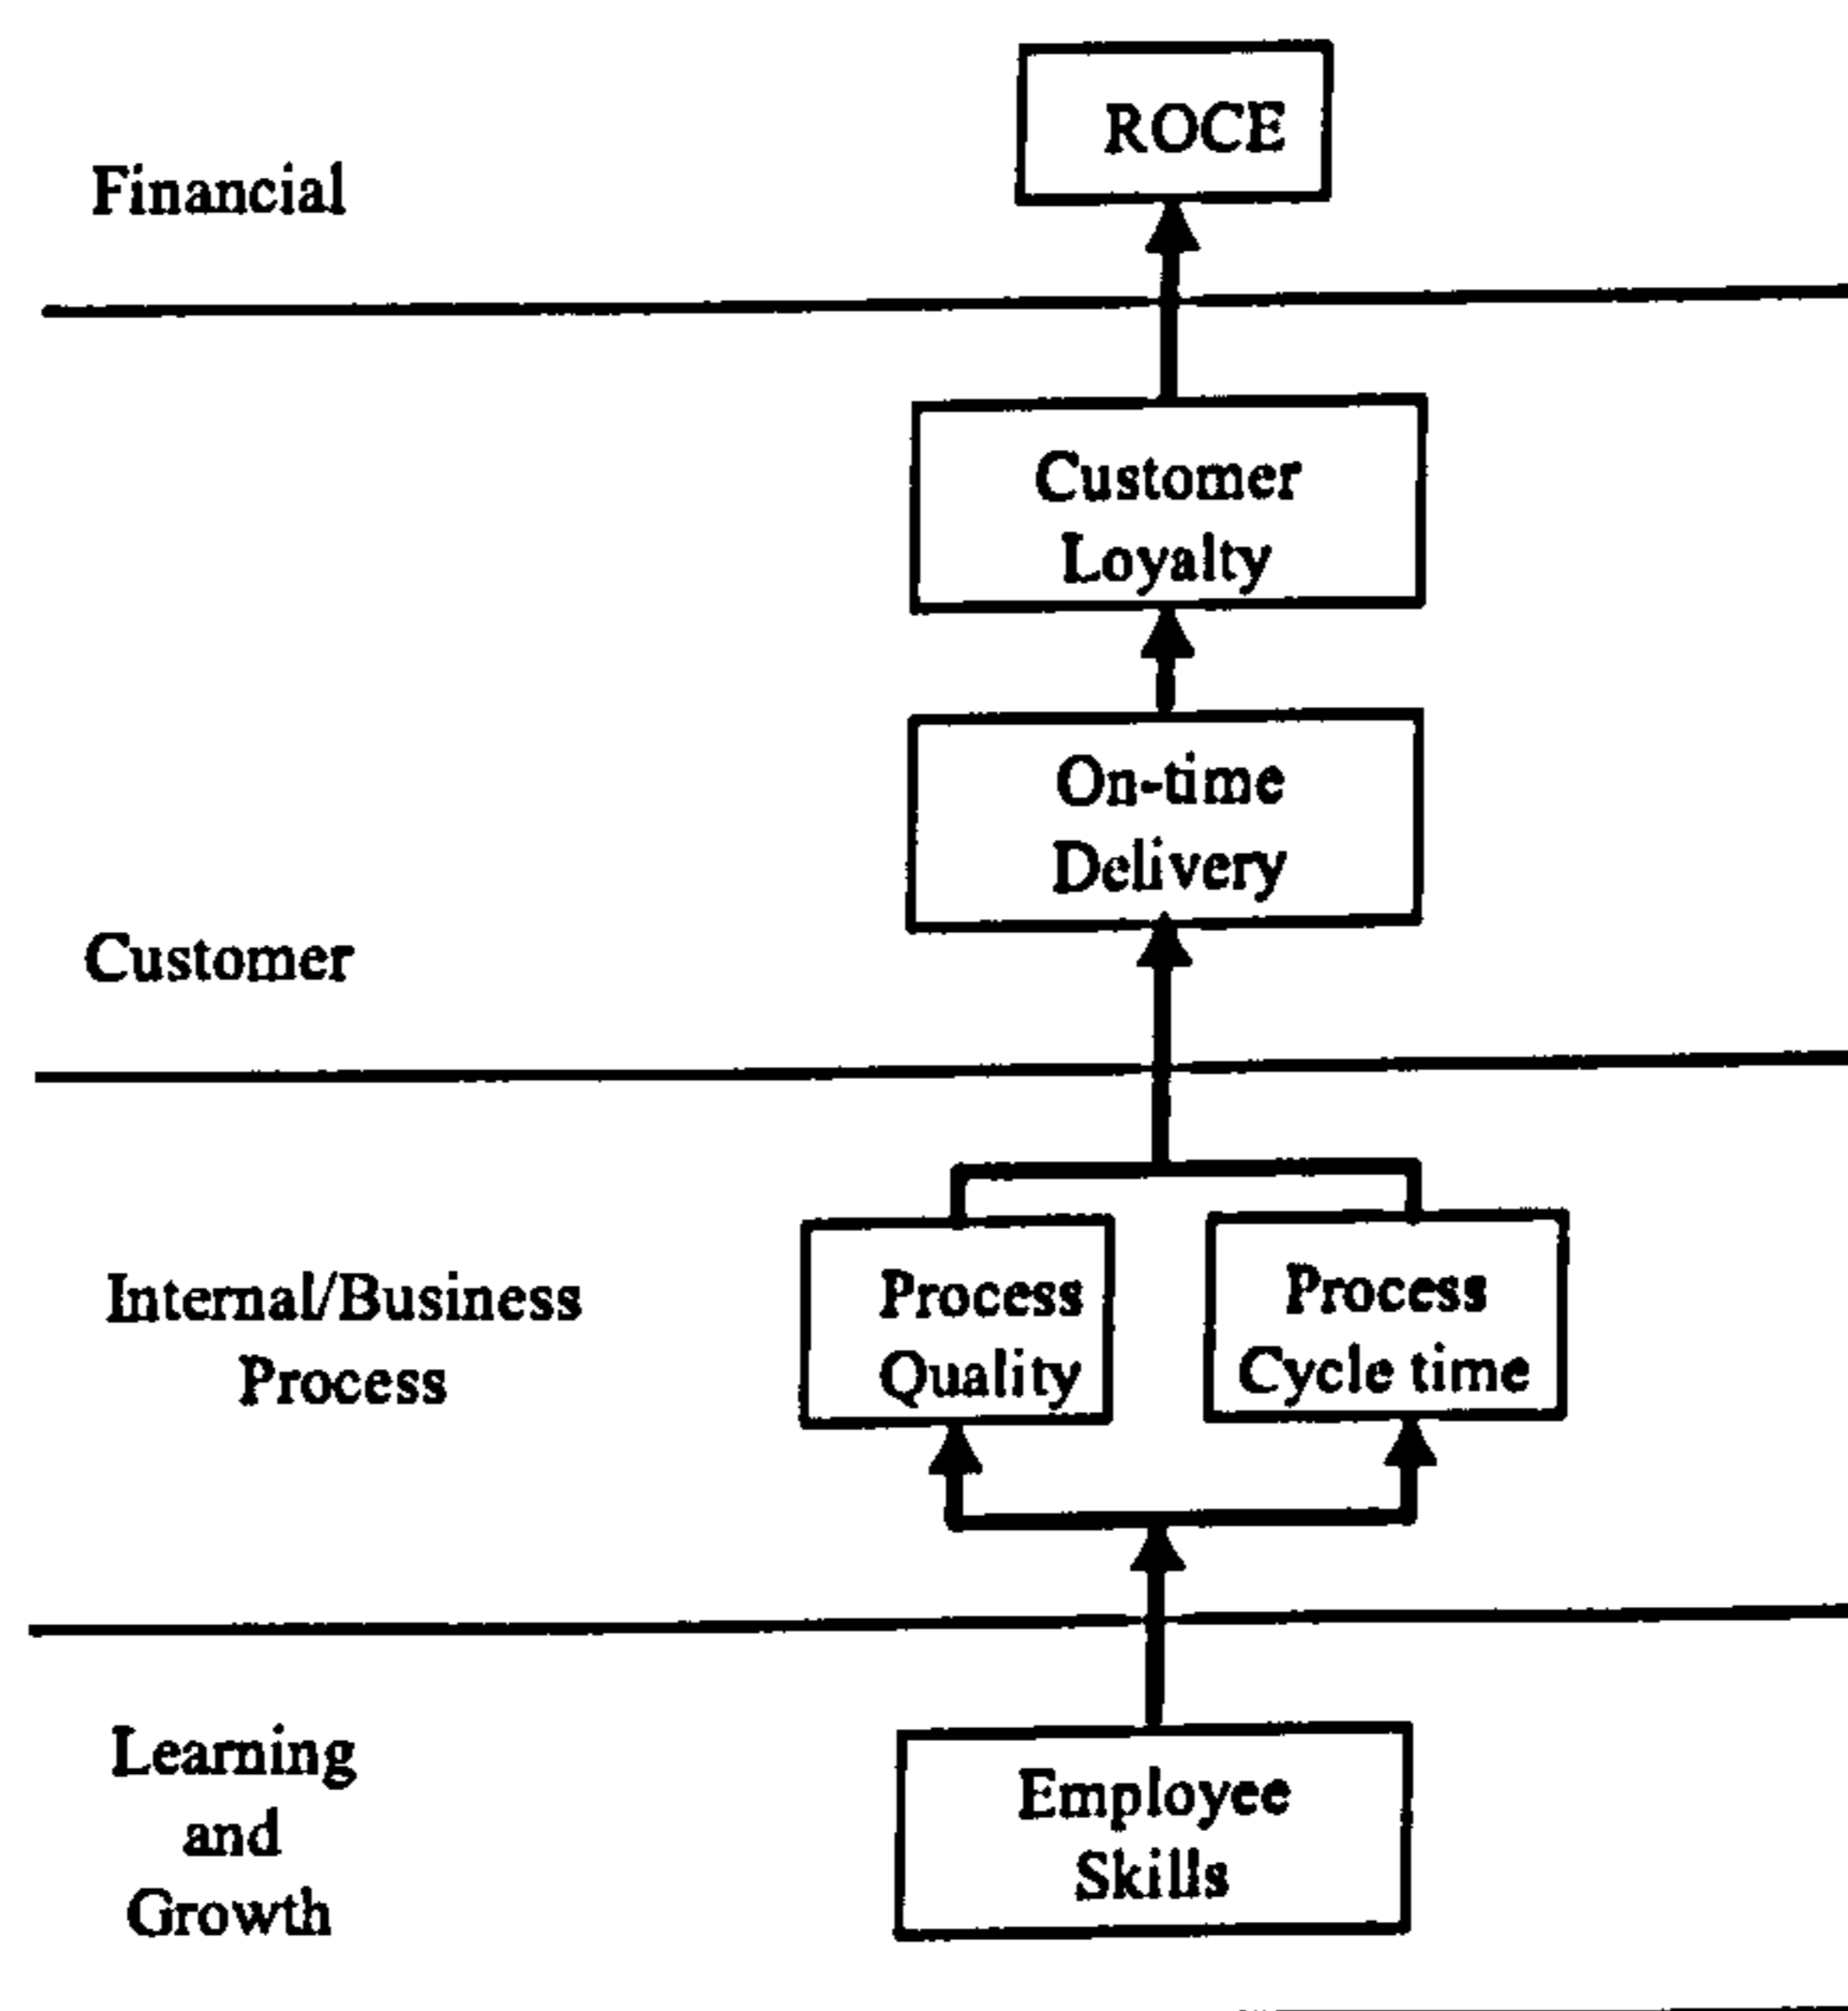 ROCE
Financial
Customer
Loyalty
On-time
Delivery
Customer
Internal/Business
Process
Process
Quality
Process
Cycle time
Learning
and
Growth
Employee
Skills